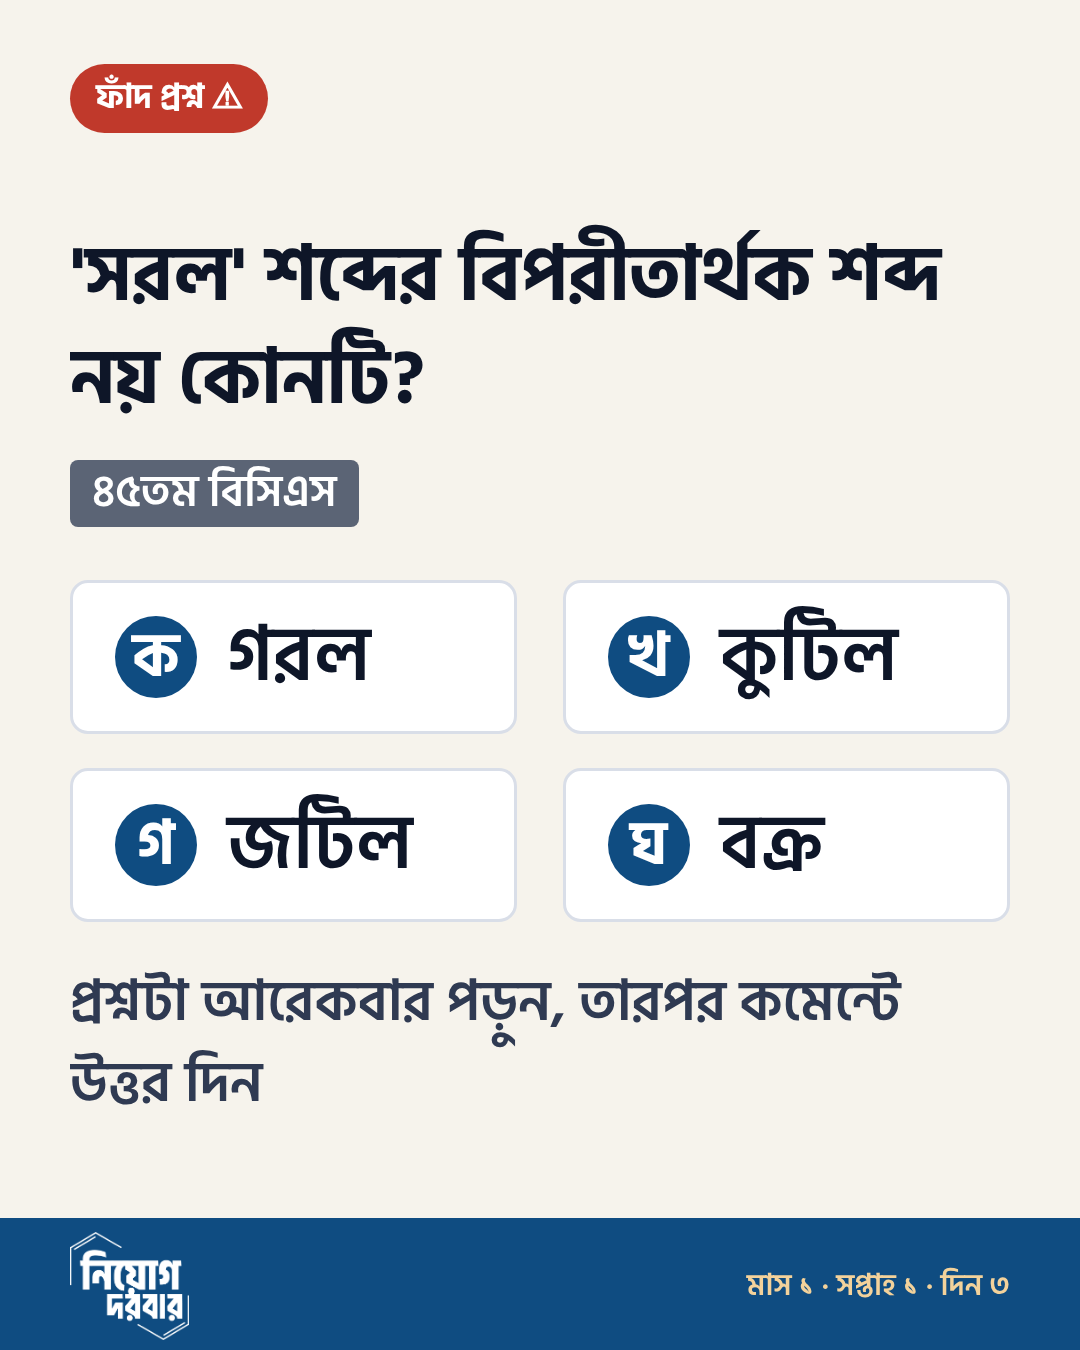 ফাঁদ প্রশ্ন ⚠
'সরল' শব্দের বিপরীতার্থক শব্দ
নয় কোনটি?
৪৫তম বিসিএস
ক গরল
খ কুটিল
গ জটিল
ঘ বক্র
প্রশ্নটা আরেকবার পড়ুন, তারপর কমেন্টে
উত্তর দিন
নিয়োগ
দরবার
মাস ১ · সপ্তাহ ১ · দিন ৩